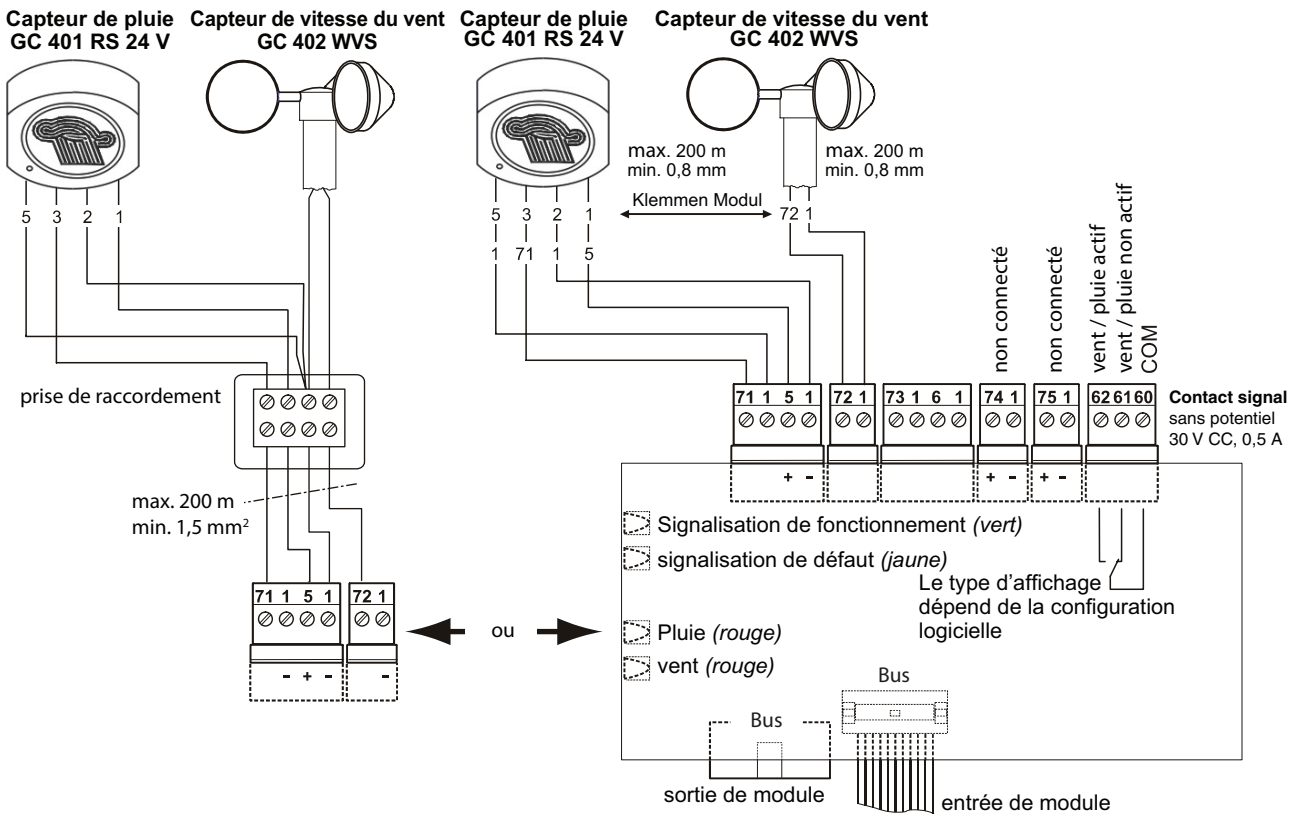 Capteur de pluie
GC 401 RS 24 V
Capteur de vitesse du vent
GC 402 WVS
Capteur de pluie
GC 401 RS 24 V
Capteur de vitesse du vent
GC 402 WVS
5 3 2 1
prise de raccordement
max. 200 m
min. 1,5 mm²
71 1 5 1
72 1
- + -
-
ou
max. 200 m
min. 0,8 mm
max. 200 m
min. 0,8 mm
5 3 2 1
Klemmen Modul
72 1
1 71 1 5
non connecté
non connecté
vent / pluie actif
vent / pluie non actif
COM
71 1 5 1
72 1
73 1 6 1
74 1
75 1
62 61 60
Contact signal
sans potentiel
30 V CC, 0,5 A
+ -
+ -
+ -
Signalisation de fonctionnement (vert)
signalisation de défaut (jaune)
Le type d’affichage
dépend de la configuration
logicielle
Pluie (rouge)
vent (rouge)
Bus
Bus
sortie de module
entrée de module